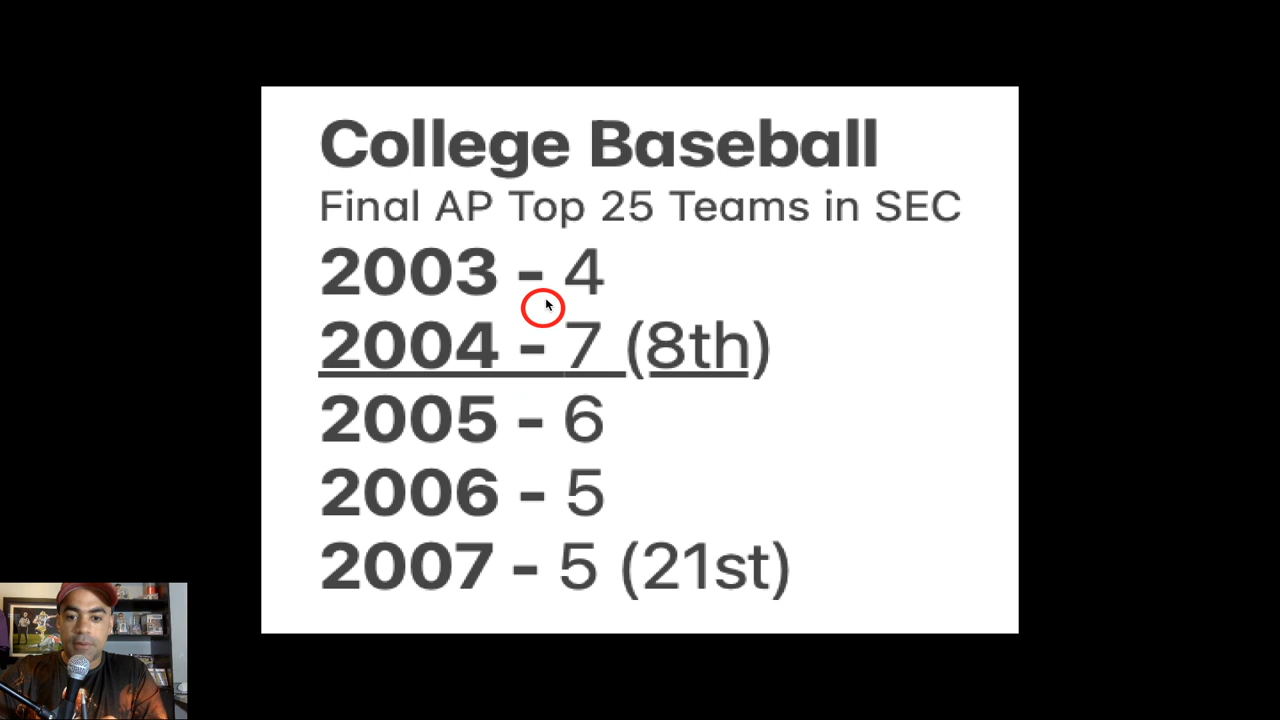 College Baseball
Final AP Top 25 Teams in SEC
2003 - 4
2004 - 7 (8th)
2005 - 6
2006 - 5
2007 - 5 (21st)